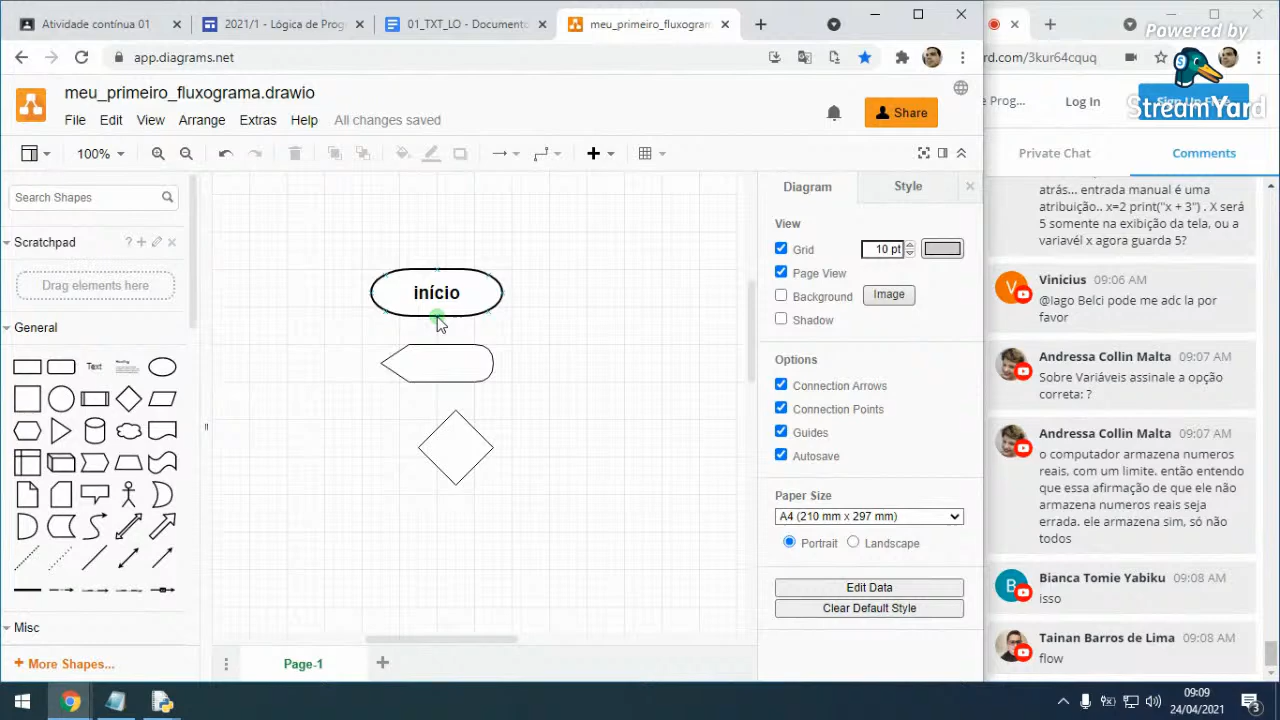 Atividade contínua 01
2021/1 - Lógica de Prog
01_TXT_LO - Documento
meu_primeiro_fluxogram
app.diagrams.net
rd.com/3kur64cquq
Powered by
StreamYard
meu_primeiro_fluxograma.drawio
File Edit View Arrange Extras Help All changes saved
Share
e Prog...
Log In
100%
Private Chat
Comments
Search Shapes
Scratchpad
Drag elements here
General
Text
Misc
+ More Shapes...
início
Page-1
Diagram
Style
View
Grid
10 pt
Page View
Background
Image
Shadow
Options
Connection Arrows
Connection Points
Guides
Autosave
Paper Size
A4 (210 mm x 297 mm)
Portrait
Landscape
Edit Data
Clear Default Style
atrás... entrada manual é uma
atribuição.. x=2 print("x + 3") . X será
5 somente na exibição da tela, ou a
variavél x agora guarda 5?
V
Vinicius 09:06 AM
@Iago Belci pode me adc la por
favor
Andressa Collin Malta 09:07 AM
Sobre Variáveis assinale a opção
correta: ?
Andressa Collin Malta 09:07 AM
o computador armazena numeros
reais, com um limite. então entendo
que essa afirmação de que ele não
armazena numeros reais seja
errada. ele armazena sim, só não
todos
B
Bianca Tomie Yabiku 09:08 AM
isso
Tainan Barros de Lima 09:08 AM
flow
09:09
24/04/2021
3